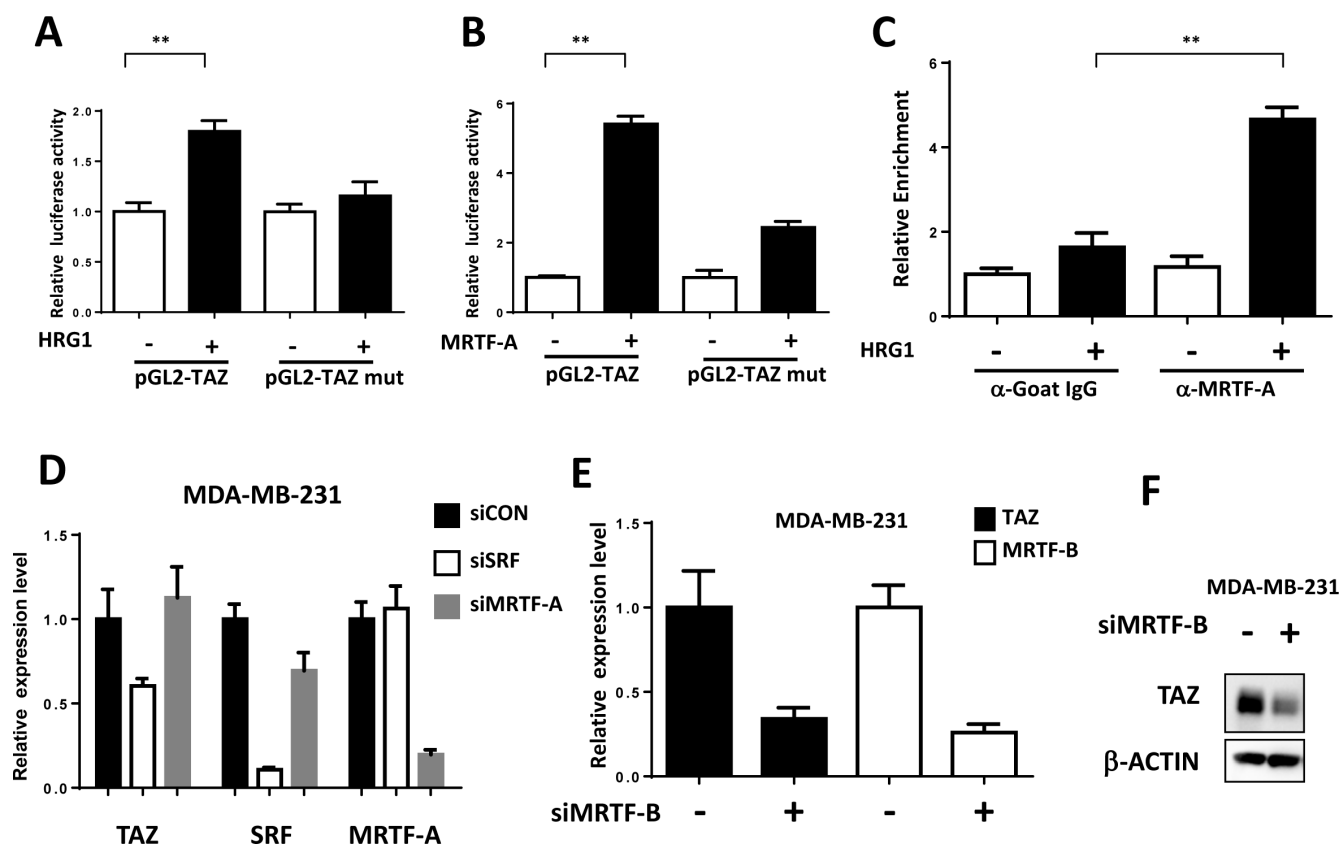 A
**
Relative luciferase activity
2.0
1.5
1.0
0.5
0.0
HRG1 - + - +
pGL2-TAZ pGL2-TAZ mut
B
**
Relative luciferase activity
6
4
2
0
MRTF-A - + - +
pGL2-TAZ pGL2-TAZ mut
C
**
Relative Enrichment
6
4
2
0
HRG1 - + - +
α-Goat IgG α-MRTF-A
D
MDA-MB-231
siCON
siSRF
siMRTF-A
Relative expression level
1.5
1.0
0.5
0.0
TAZ SRF MRTF-A
E
MDA-MB-231
TAZ
MRTF-B
Relative expression level
1.5
1.0
0.5
0.0
siMRTF-B - + - +
F
MDA-MB-231
siMRTF-B - +
TAZ
β-ACTIN